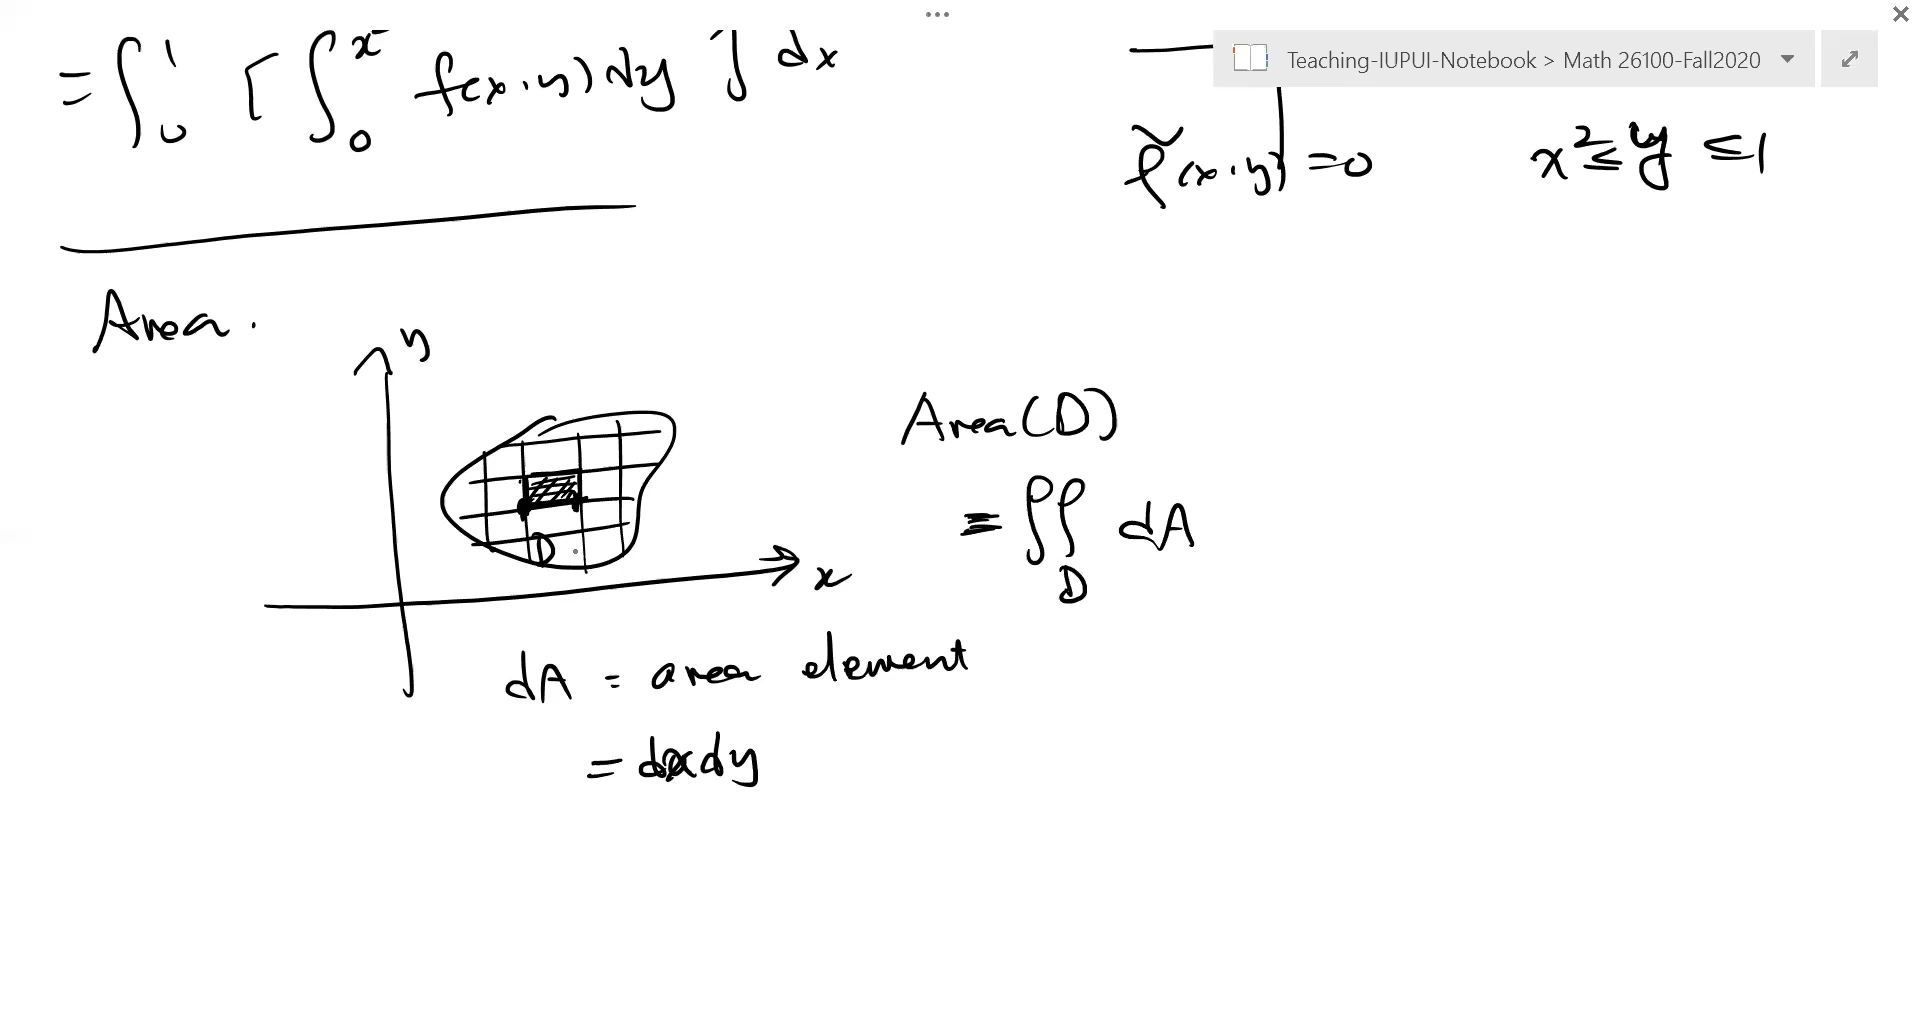 = ∫₀¹ [ ∫₀^{x²} f(x,y) dy ] dx
Teaching-IUPUI-Notebook > Math 26100-Fall2020
f̃(x,y) = 0 x² ≤ y ≤ 1
Area.
y
Area(D)
= ∬_D dA
D
x
dA = area element
= dxdy